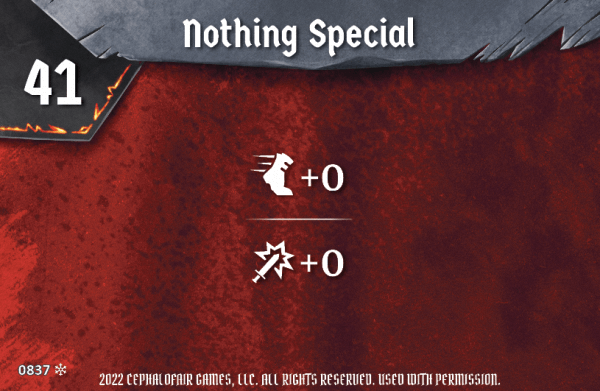 Nothing Special
41
+0
+0
0837
2022 CEPHALOFAIR GAMES, LLC. ALL RIGHTS RESERVED. USED WITH PERMISSION.